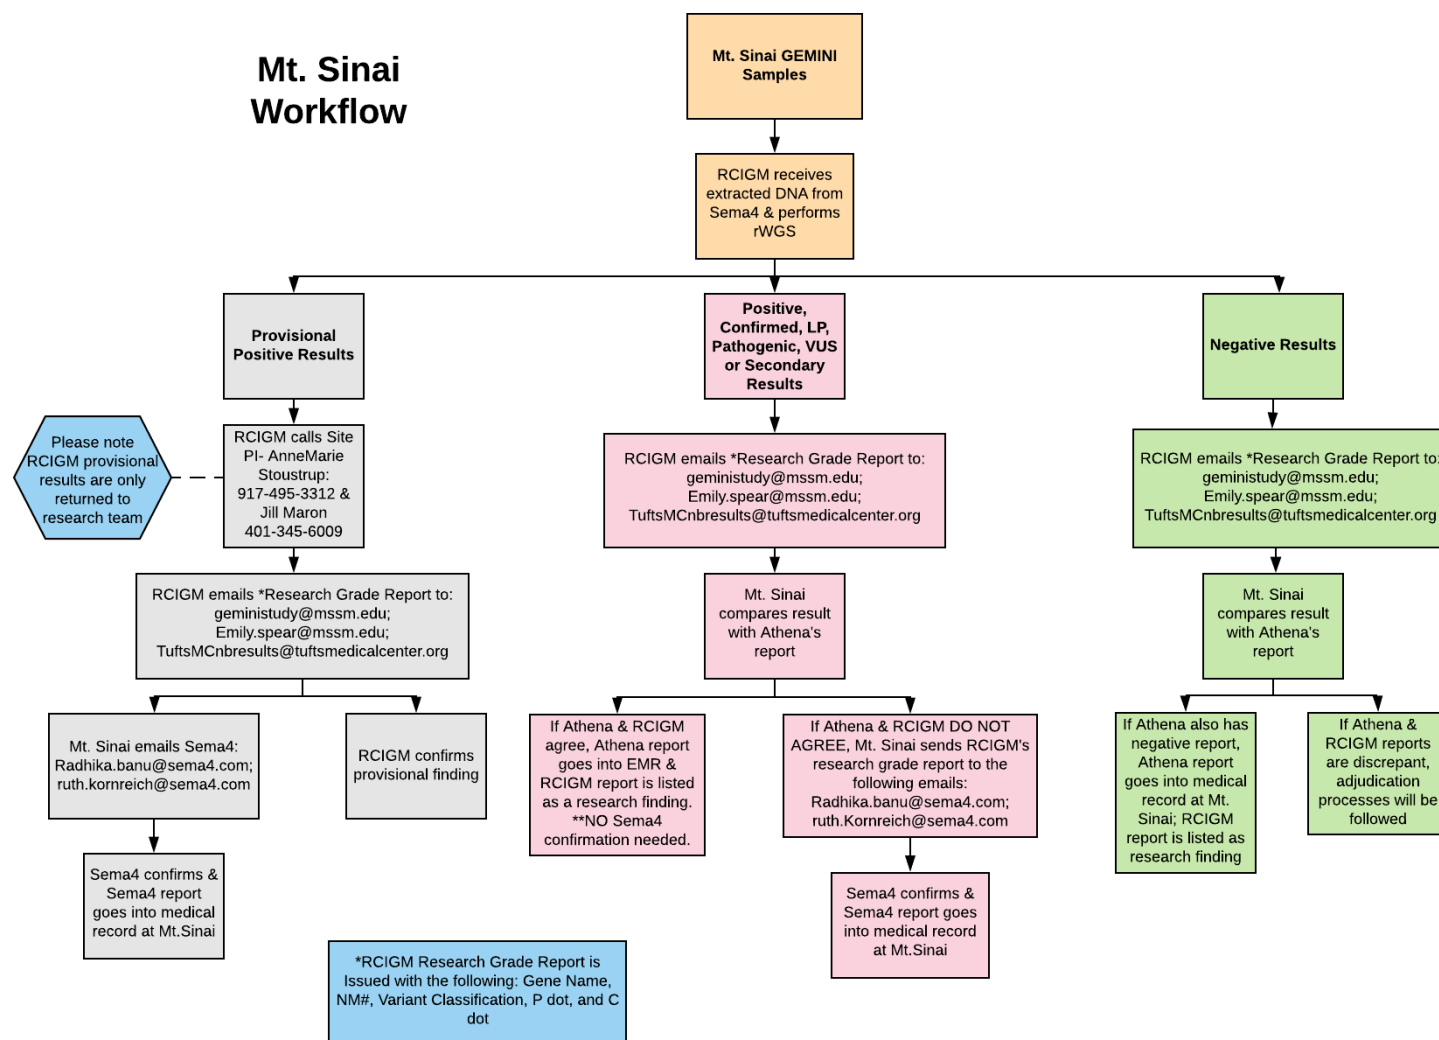 Mt. Sinai
Workflow
Mt. Sinai GEMINI
Samples
RCIGM receives
extracted DNA from
Sema4 & performs
rWGS
Provisional
Positive Results
Positive,
Confirmed, LP,
Pathogenic, VUS
or Secondary
Results
Negative Results
Please note
RCIGM provisional
results are only
returned to
research team
RCIGM calls Site
PI- AnneMarie
Stoustrup:
917-495-3312 &
Jill Maron
401-345-6009
RCIGM emails *Research Grade Report to:
geministudy@mssm.edu;
Emily.spear@mssm.edu;
TuftsMCnbresults@tuftsmedicalcenter.org
RCIGM emails *Research Grade Report to:
geministudy@mssm.edu;
Emily.spear@mssm.edu;
TuftsMCnbresults@tuftsmedicalcenter.org
RCIGM emails *Research Grade Report to:
geministudy@mssm.edu;
Emily.spear@mssm.edu;
TuftsMCnbresults@tuftsmedicalcenter.org
Mt. Sinai
compares result
with Athena's
report
Mt. Sinai
compares result
with Athena's
report
Mt. Sinai emails Sema4:
Radhika.banu@sema4.com;
ruth.kornreich@sema4.com
RCIGM confirms
provisional finding
If Athena & RCIGM
agree, Athena report
goes into EMR &
RCIGM report is listed
as a research finding.
**NO Sema4
confirmation needed.
If Athena & RCIGM DO NOT
AGREE, Mt. Sinai sends RCIGM's
research grade report to the
following emails:
Radhika.banu@sema4.com;
ruth.Kornreich@sema4.com
If Athena also has
negative report,
Athena report
goes into medical
record at Mt.
Sinai; RCIGM
report is listed as
research finding
If Athena &
RCIGM reports
are discrepant,
adjudication
processes will be
followed
Sema4 confirms &
Sema4 report
goes into medical
record at Mt.Sinai
Sema4 confirms &
Sema4 report goes
into medical record
at Mt.Sinai
*RCIGM Research Grade Report is
Issued with the following: Gene Name,
NM#, Variant Classification, P dot, and C
dot